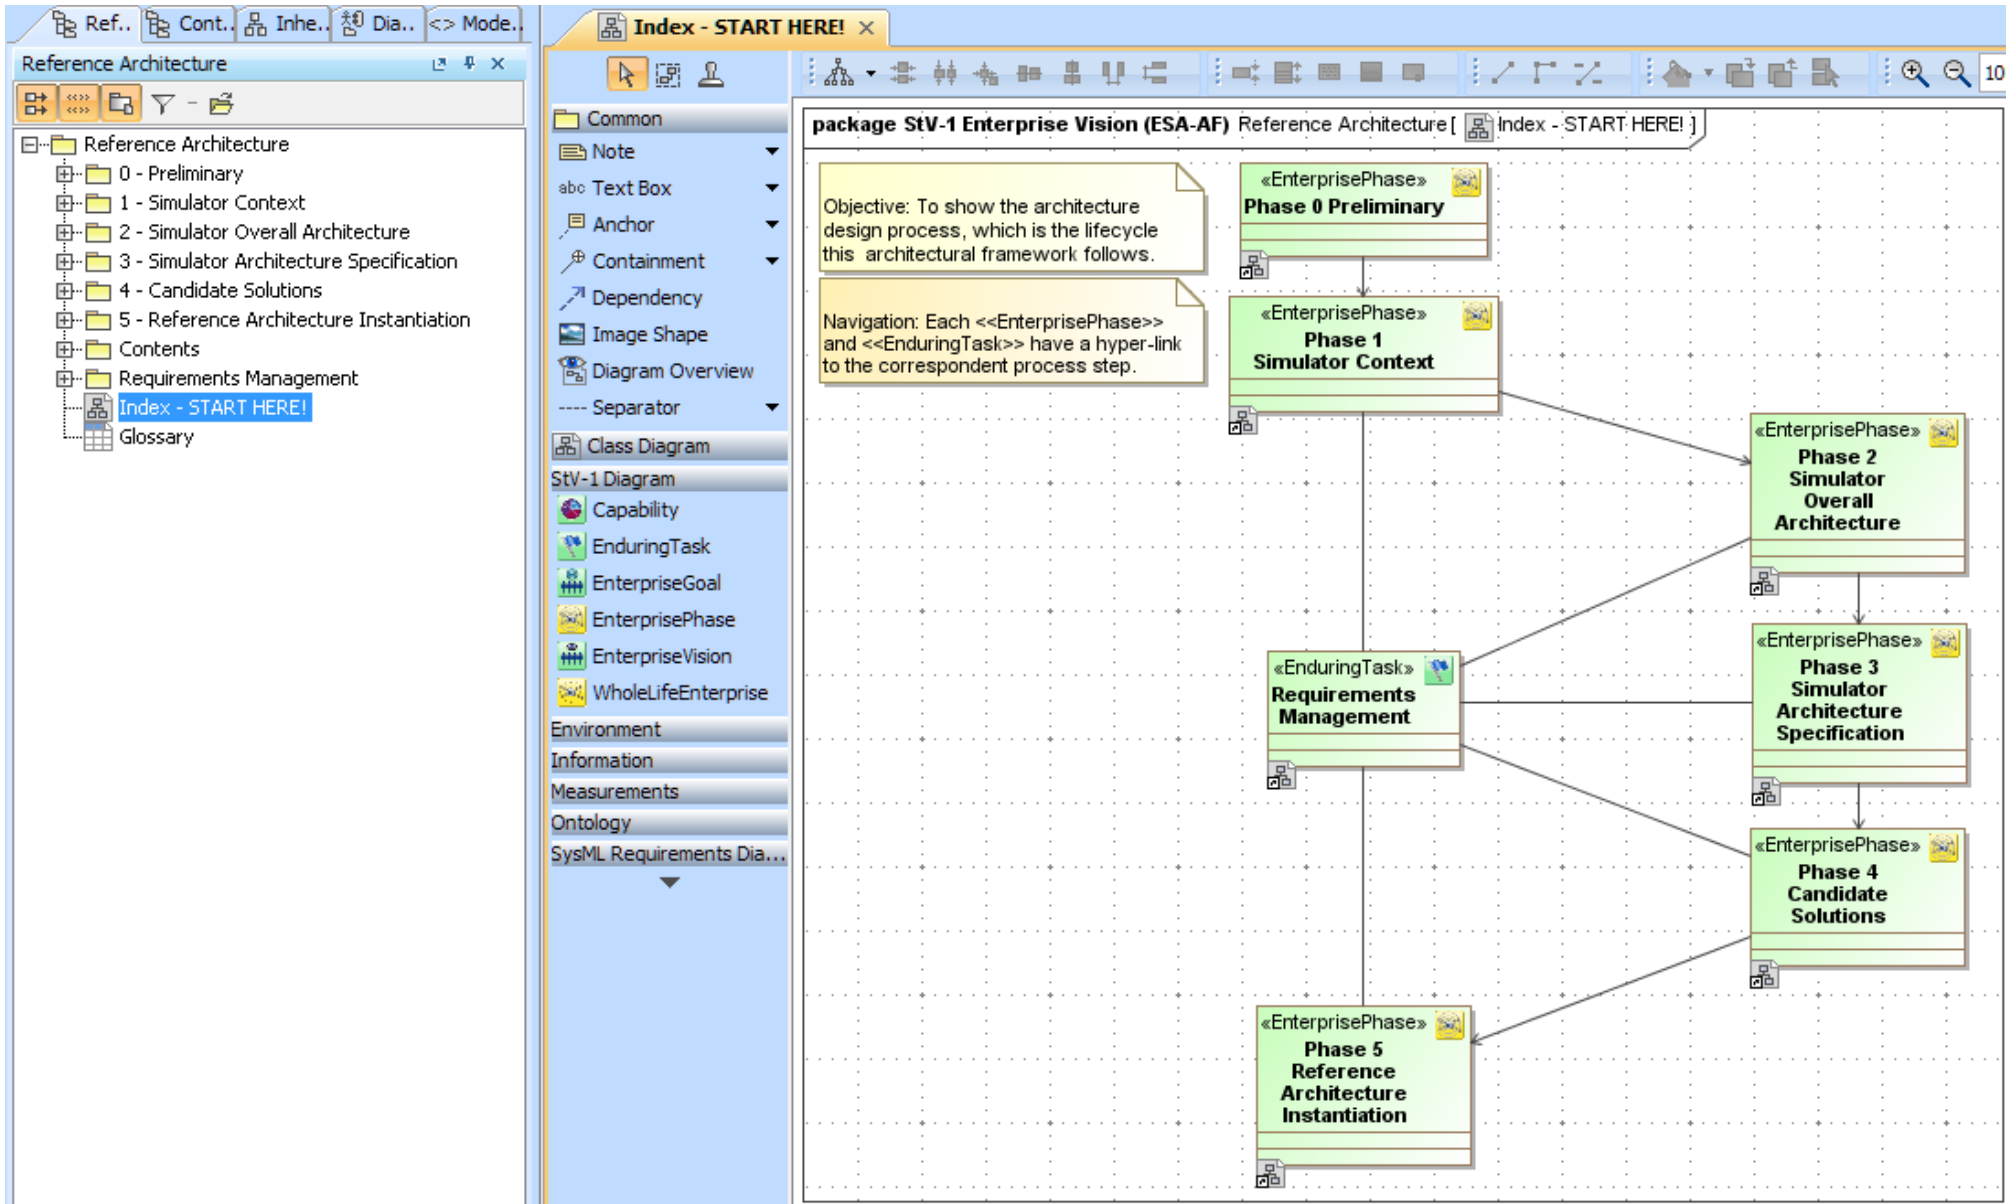 Ref..
Cont..
Inhe..
Dia..
<> Mode..
Reference Architecture
Reference Architecture
0 - Preliminary
1 - Simulator Context
2 - Simulator Overall Architecture
3 - Simulator Architecture Specification
4 - Candidate Solutions
5 - Reference Architecture Instantiation
Contents
Requirements Management
Index - START HERE!
Glossary
Index - START HERE!
Common
Note
abc Text Box
Anchor
Containment
Dependency
Image Shape
Diagram Overview
---- Separator
Class Diagram
StV-1 Diagram
Capability
EnduringTask
EnterpriseGoal
EnterprisePhase
EnterpriseVision
WholeLifeEnterprise
Environment
Information
Measurements
Ontology
SysML Requirements Dia...
10
package StV-1 Enterprise Vision (ESA-AF) Reference Architecture [ Index - START HERE! ]
Objective: To show the architecture
design process, which is the lifecycle
this architectural framework follows.
Navigation: Each <<EnterprisePhase>>
and <<EnduringTask>> have a hyper-link
to the correspondent process step.
«EnterprisePhase»
Phase 0 Preliminary
«EnterprisePhase»
Phase 1
Simulator Context
«EnterprisePhase»
Phase 2
Simulator
Overall
Architecture
«EnduringTask»
Requirements
Management
«EnterprisePhase»
Phase 3
Simulator
Architecture
Specification
«EnterprisePhase»
Phase 4
Candidate
Solutions
«EnterprisePhase»
Phase 5
Reference
Architecture
Instantiation